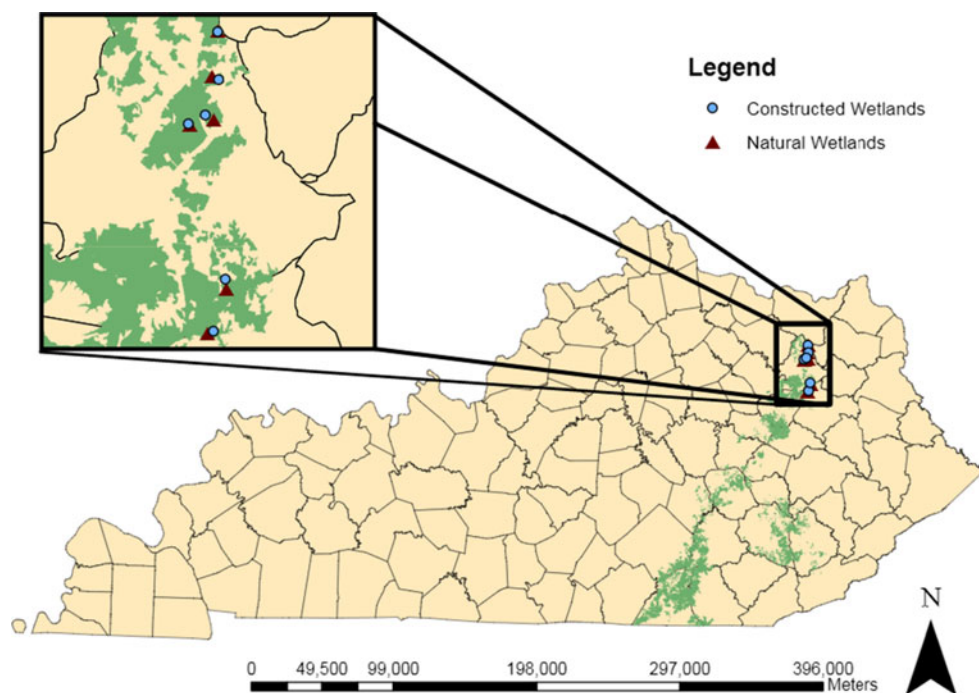 Legend
Constructed Wetlands
Natural Wetlands
N
0 49,500 99,000 198,000 297,000 396,000
Meters